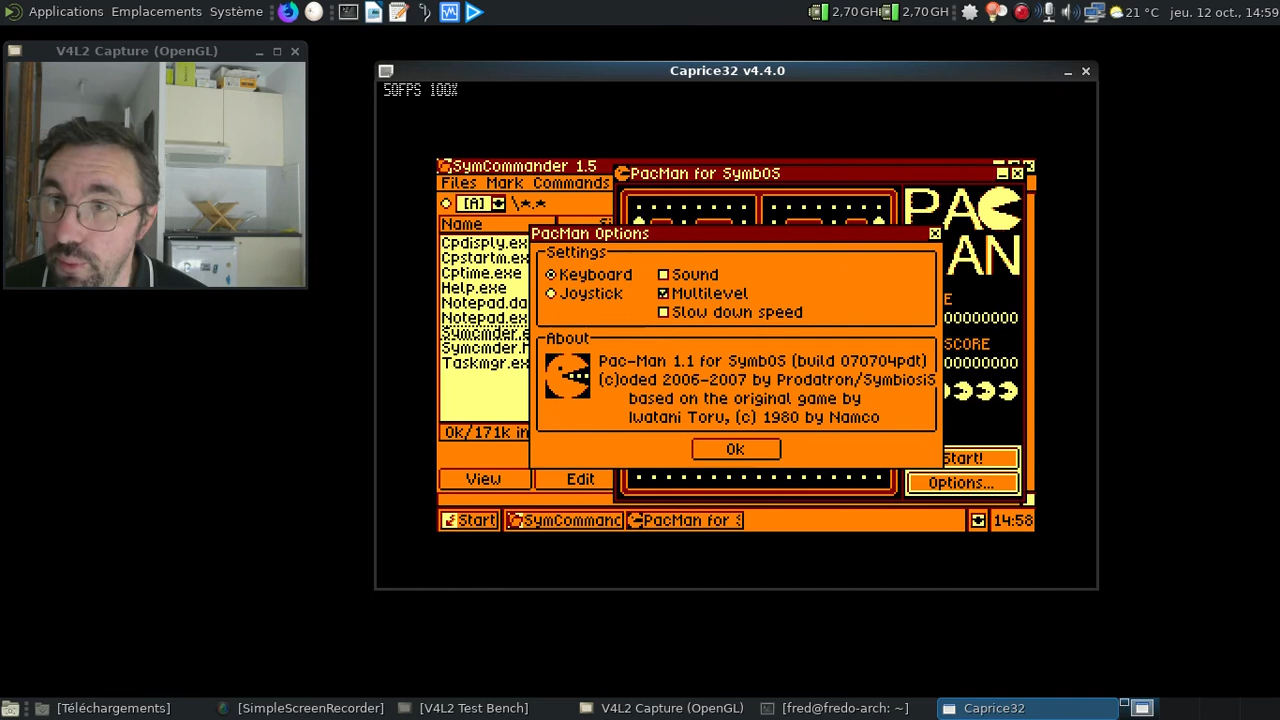 Applications Emplacements Système
2,70 GH 2,70 GH 21 °C jeu. 12 oct., 14:59
V4L2 Capture (OpenGL)
Caprice32 v4.4.0
50FPS 100%
SymCommander 1.5
Files Mark Commands
[A] \*.*
Name
Cpdisply.ex
Cpstartm.e
Cptime.exe
Help.exe
Notepad.da
Notepad.ex
Symcmder.e
Symcmder.h
Taskmgr.ex
0k/171k in
View Edit
PacMan for SymbOS
PAC
MAN
E
00000000
SCORE
00000000
Start!
Options...
PacMan Options
Settings
Keyboard Sound
Joystick Multilevel
Slow down speed
About
Pac-Man 1.1 for SymbOS (build 070704pdt)
(c)oded 2006-2007 by Prodatron/SymbiosiS
based on the original game by
Iwatani Toru, (c) 1980 by Namco
Ok
Start SymCommand PacMan for S 14:58
[Téléchargements] [SimpleScreenRecorder] [V4L2 Test Bench] V4L2 Capture (OpenGL) [fred@fredo-arch: ~] Caprice32